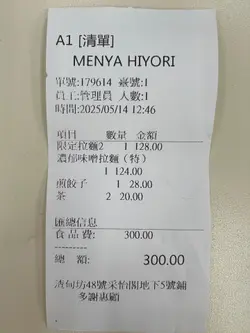 A1 [清單]
MENYA HIYORI
單號:179614 臺號:1
員工:管理員 人數:1
時間:2025/05/14 12:46
項目 數量 金額
限定拉麵2 1 128.00
濃郁味噌拉麵（特）
1 124.00
煎餃子 1 28.00
茶 2 20.00
匯總信息
食品費: 300.00
總 額: 300.00
渣甸坊48號采怡閣地下5號鋪
多謝惠顧